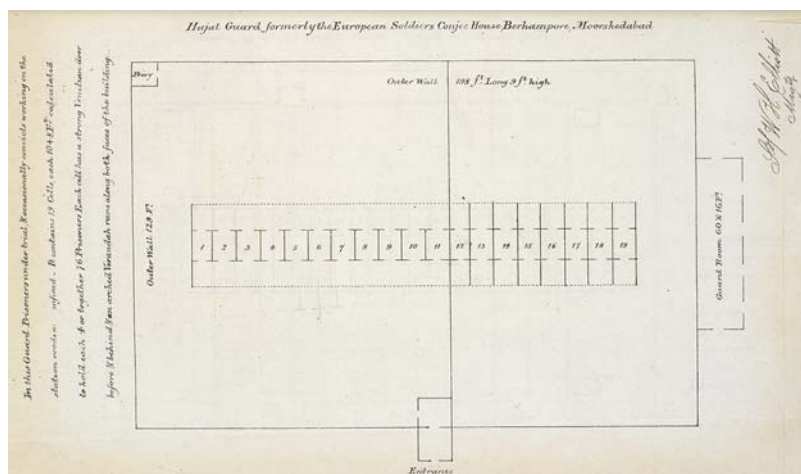 Hajat Guard, formerly the European Soldiers Conjee House, Berhampore, Moorshedabad
In this Guard Prisoners under trial & occasionally convicts working on the
station roads are confined. It contains 19 Cells, each 10 4 8 Ft. calculated
to hold each 4 or together 76 Prisoners Each cell has a strong Venetian door
before & behind & an arched Verandah runs along both faces of the building.
Privy
Outer Wall 198 ft. Long 9 ft. high
Outer Wall 129 Ft.
1 2 3 4 5 6 7 8 9 10 11 12 13 14 15 16 17 18 19
Guard Room 60 X 16 Ft.
Entrance
W. H. Elliott